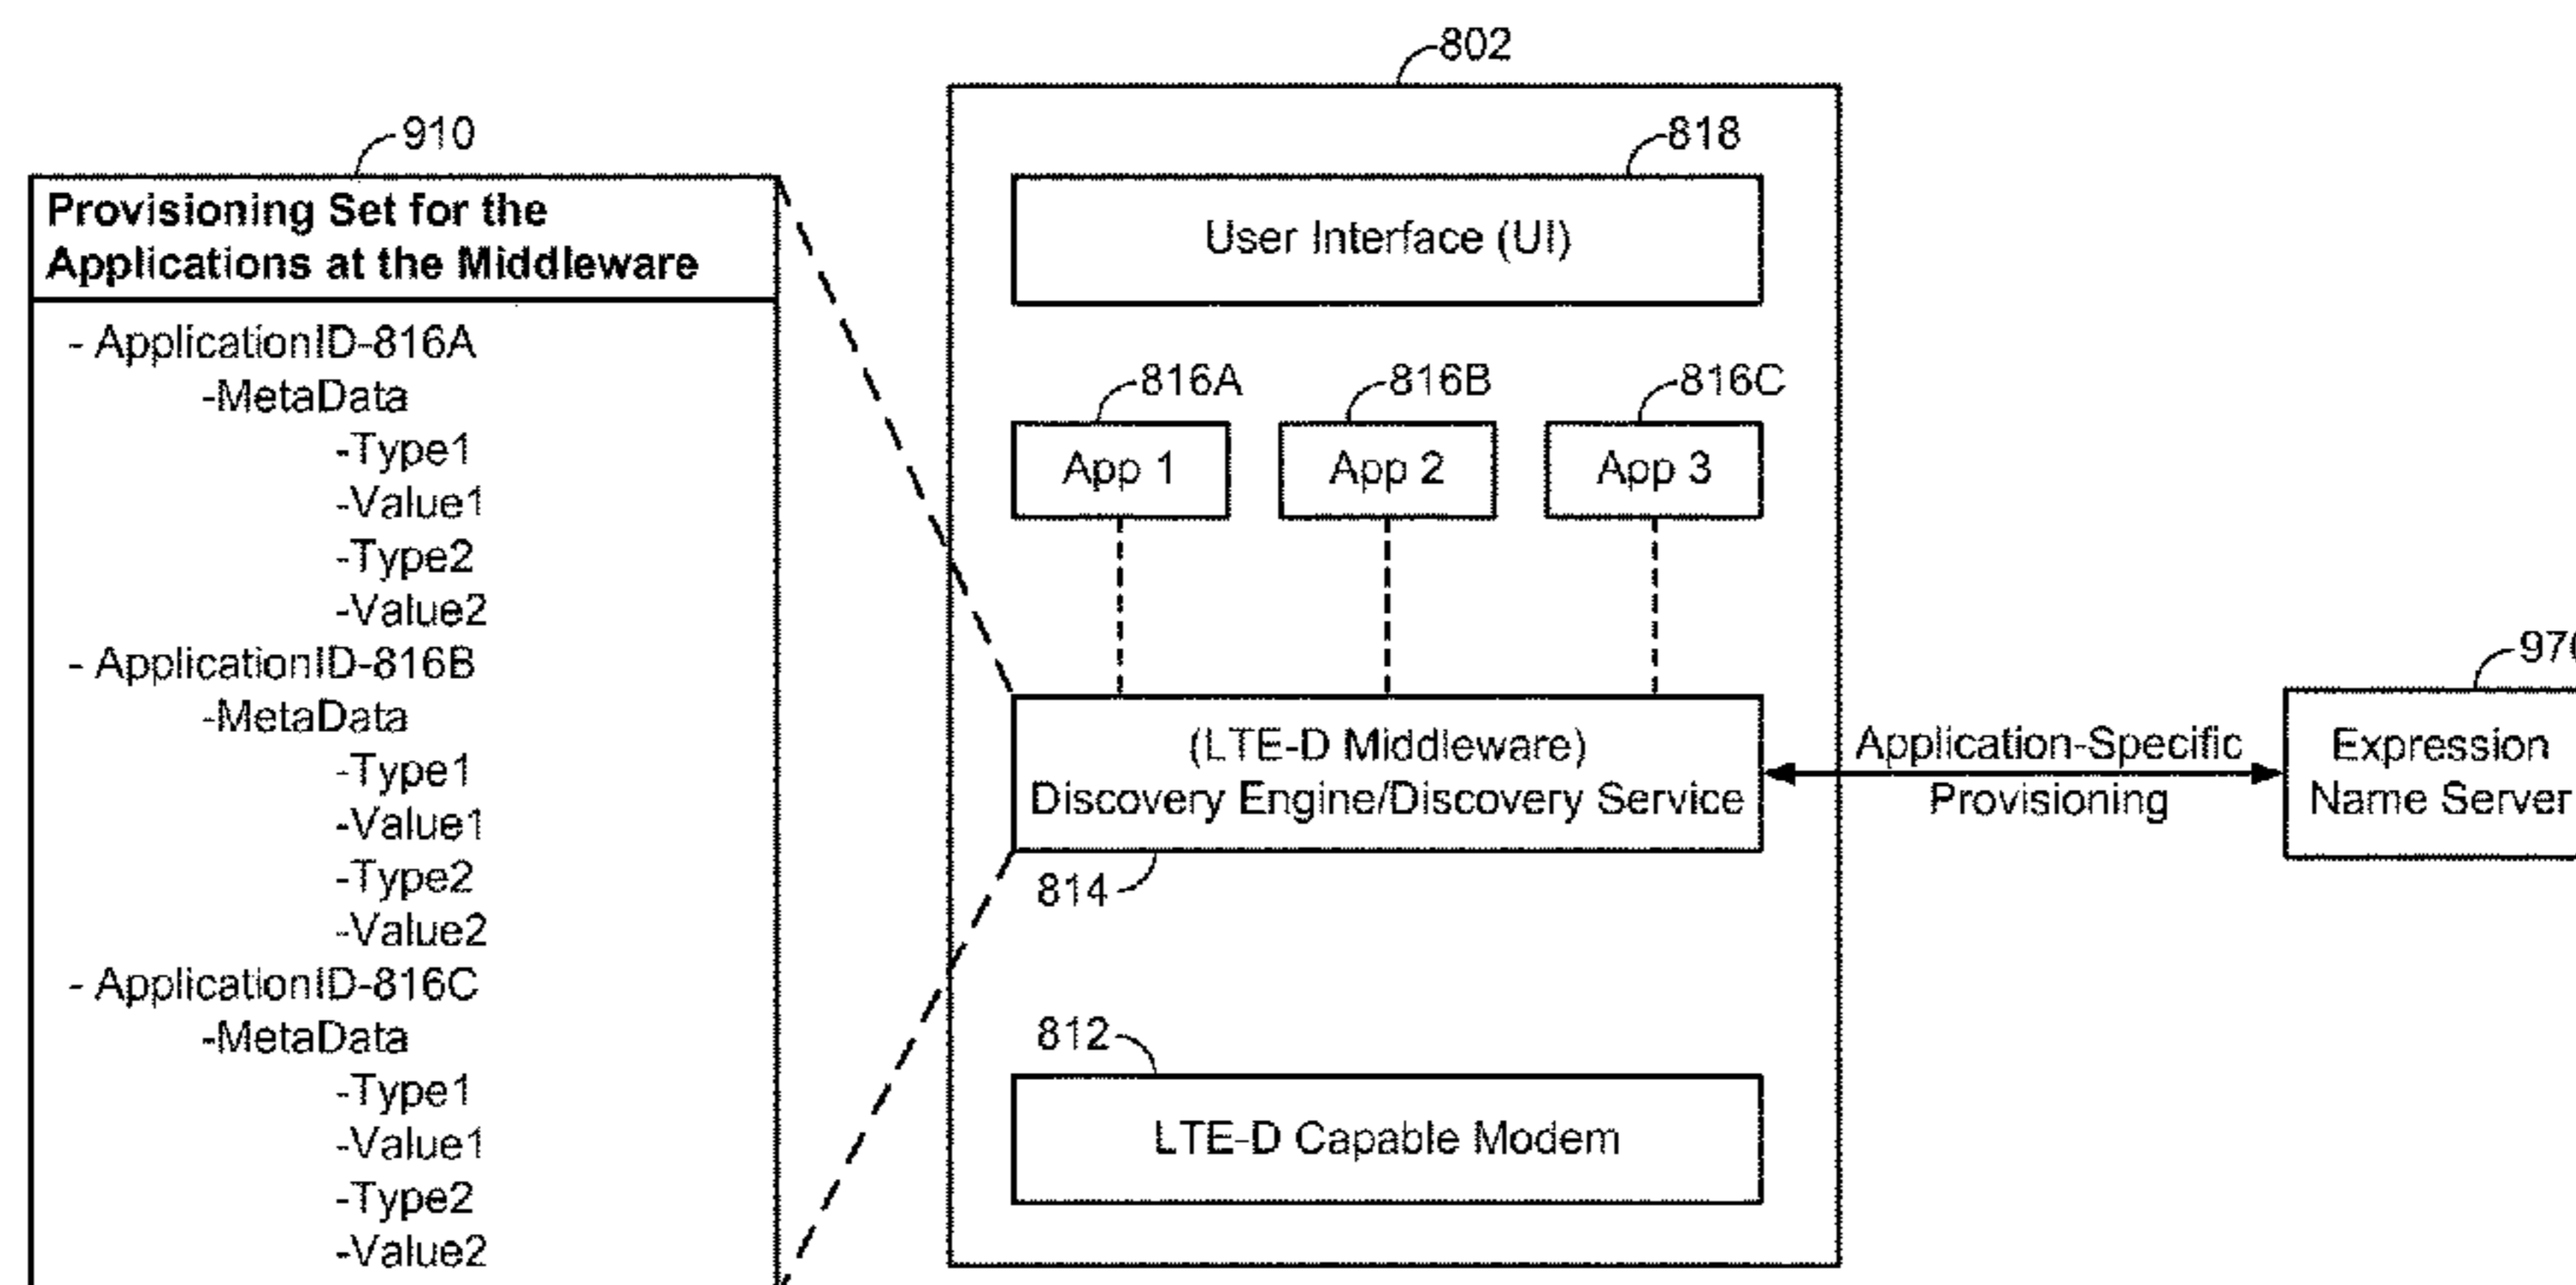 802
910
818
Provisioning Set for the
Applications at the Middleware
User Interface (UI)
- ApplicationID-816A
-MetaData
-Type1
-Value1
-Type2
-Value2
- ApplicationID-816B
-MetaData
-Type1
-Value1
-Type2
-Value2
- ApplicationID-816C
-MetaData
-Type1
-Value1
-Type2
-Value2
816A
816B
816C
App 1
App 2
App 3
(LTE-D Middleware)
Discovery Engine/Discovery Service
814
812
LTE-D Capable Modem
Application-Specific
Provisioning
Expression
Name Server